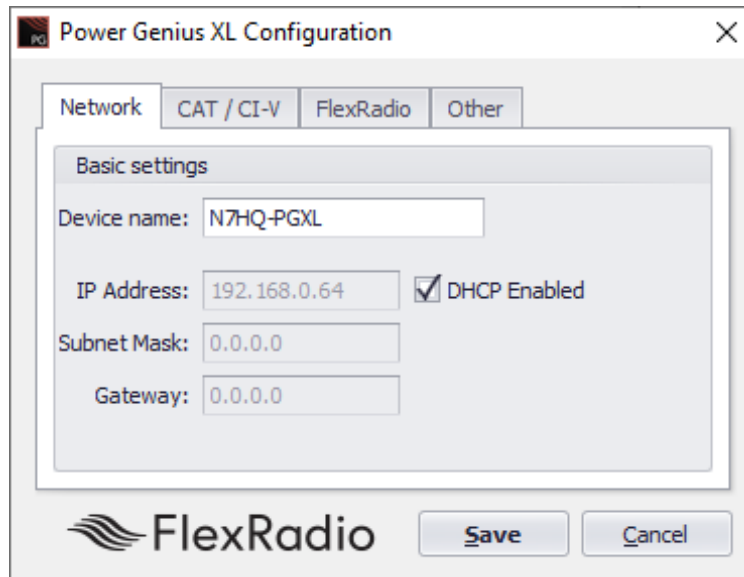 PG Power Genius XL Configuration
Network CAT / CI-V FlexRadio Other
Basic settings
Device name: N7HQ-PGXL
IP Address: 192.168.0.64 DHCP Enabled
Subnet Mask: 0.0.0.0
Gateway: 0.0.0.0
FlexRadio Save Cancel